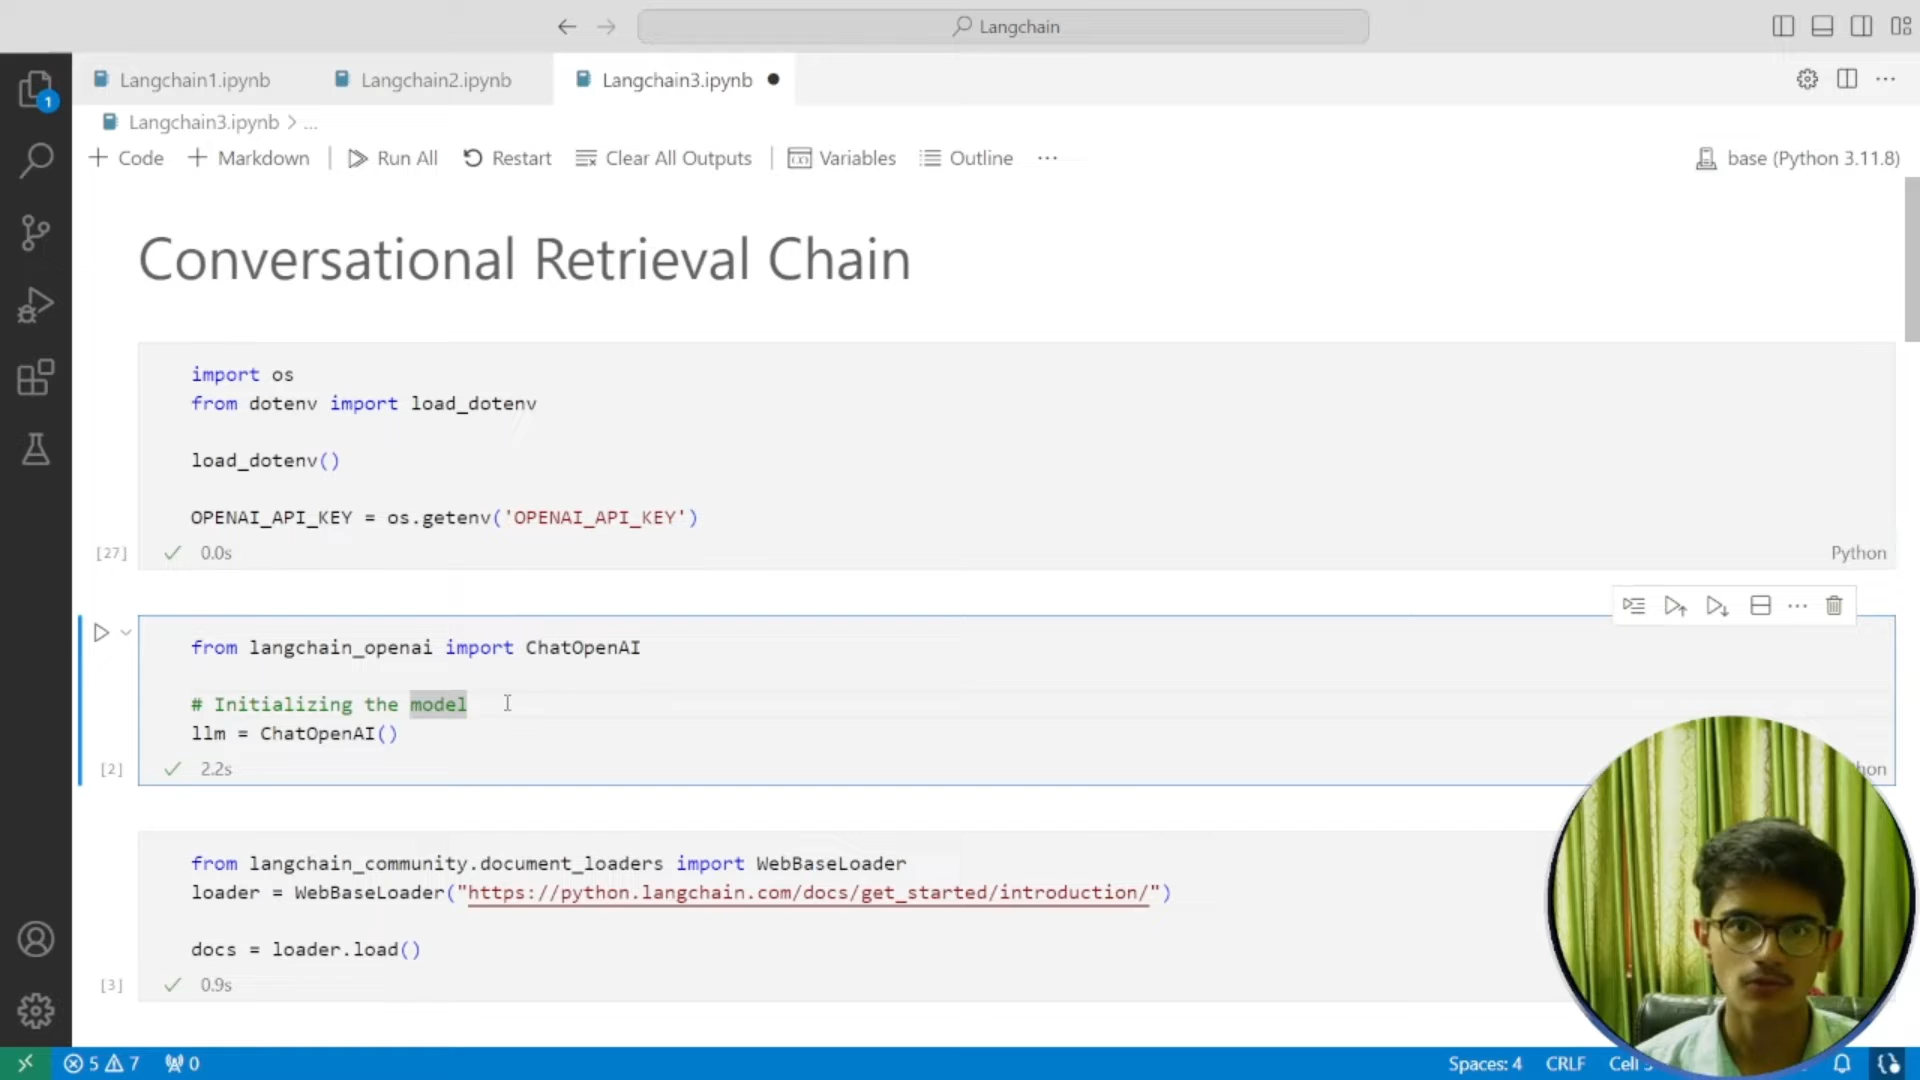 Langchain
Langchain1.ipynb
Langchain2.ipynb
Langchain3.ipynb
Langchain3.ipynb > ...
+ Code + Markdown Run All Restart Clear All Outputs Variables Outline ...
base (Python 3.11.8)
Conversational Retrieval Chain
import os
from dotenv import load_dotenv
load_dotenv()
OPENAI_API_KEY = os.getenv('OPENAI_API_KEY')
[27] 0.0s Python
from langchain_openai import ChatOpenAI
# Initializing the model
llm = ChatOpenAI()
[2] 2.2s
from langchain_community.document_loaders import WebBaseLoader
loader = WebBaseLoader("https://python.langchain.com/docs/get_started/introduction/")
docs = loader.load()
[3] 0.9s
1
5 7 0 Spaces: 4 CRLF Cell